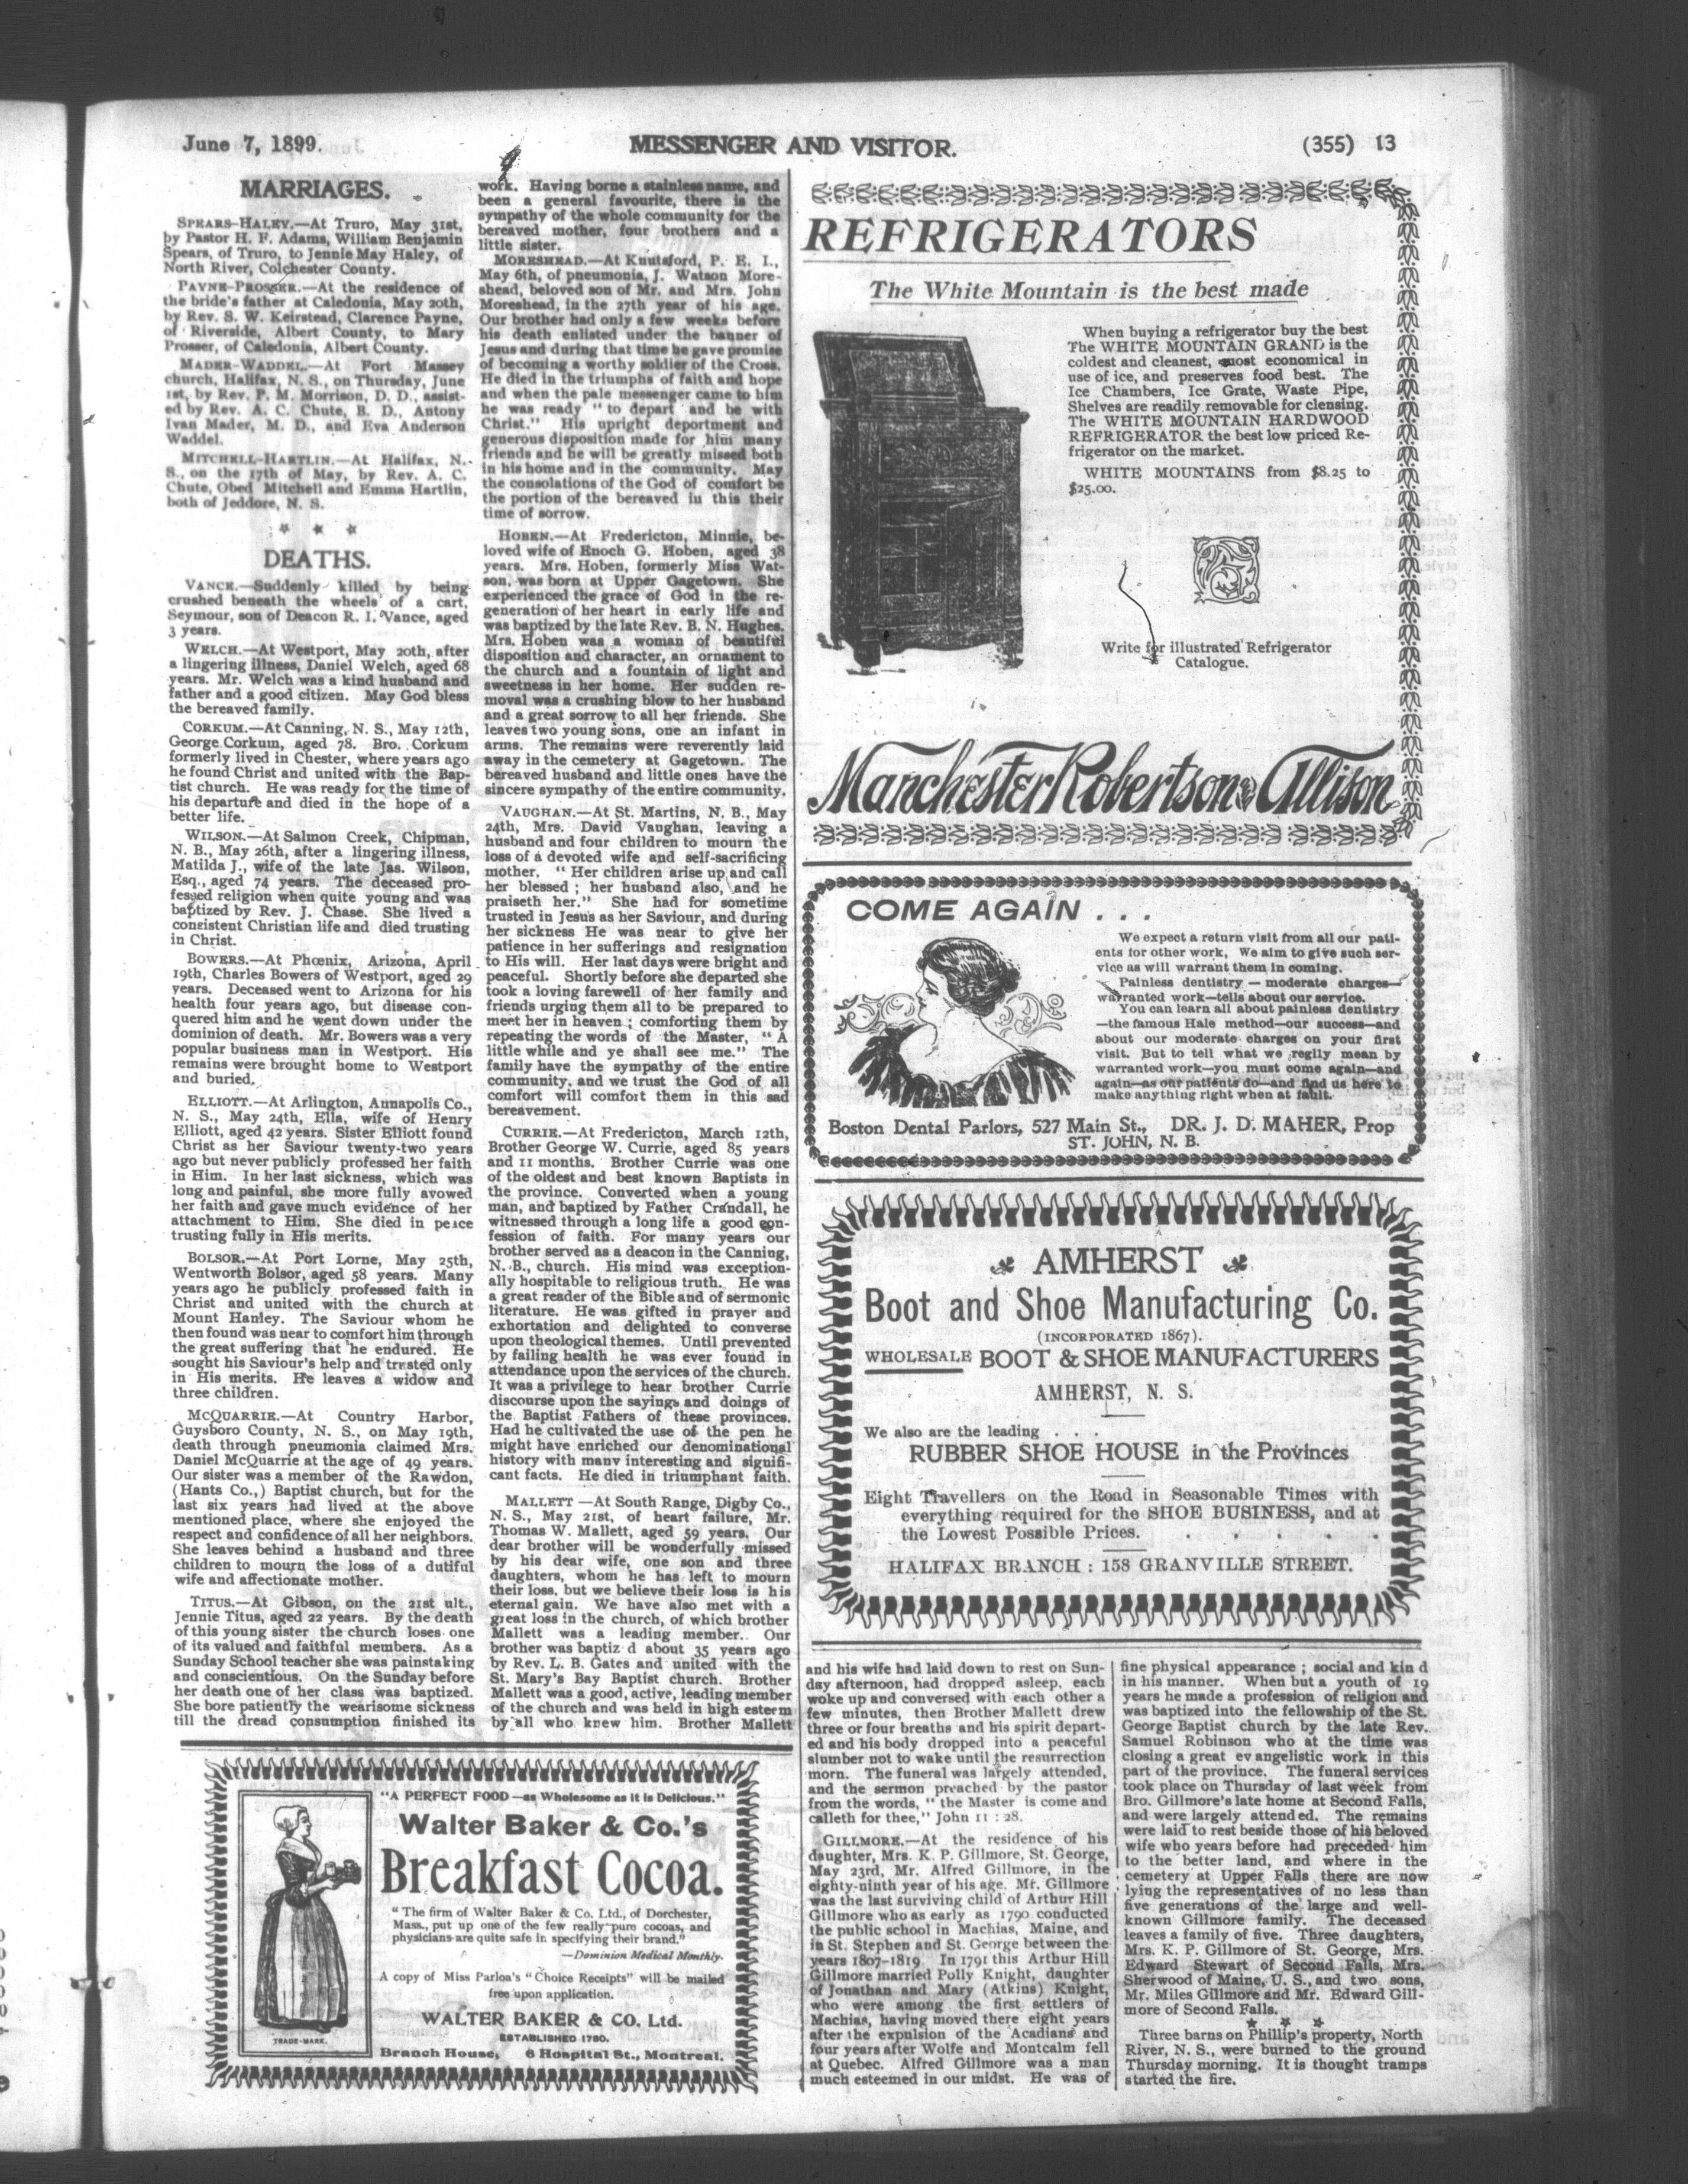 June 7, 1899.
MESSENGER AND VISITOR.
(355) 13
MARRIAGES.
SPEARS-HALEY.—At Truro, May 31st,
by Pastor H. F. Adams, William Benjamin
Spears, of Truro, to Jennie May Haley, of
North River, Colchester County.
PAYNE-PROSSER.—At the residence of
the bride's father at Caledonia, May 20th,
by Rev. S. W. Keirstead, Clarence Payne,
of Riverside, Albert County, to Mary
Prosser, of Caledonia, Albert County.
MADER-WADDEL.—At Fort Massey
church, Halifax, N. S., on Thursday, June
1st, by Rev. P. M. Morrison, D. D., assist-
ed by Rev. A. C. Chute, B. D., Antony
Ivan Mader, M. D., and Eva Anderson
Waddel.
MITCHELL-HARTLIN.—At Halifax, N.
S., on the 17th of May, by Rev. A. C.
Chute, Obed Mitchell and Emma Hartlin,
both of Jeddore, N. S.
* * *
DEATHS.
VANCE.—Suddenly killed by being
crushed beneath the wheels of a cart,
Seymour, son of Deacon R. I. Vance, aged
3 years.
WELCH.—At Westport, May 20th, after
a lingering illness, Daniel Welch, aged 68
years. Mr. Welch was a kind husband and
father and a good citizen. May God bless
the bereaved family.
CORKUM.—At Canning, N. S., May 12th,
George Corkum, aged 78. Bro. Corkum
formerly lived in Chester, where years ago
he found Christ and united with the Bap-
tist church. He was ready for the time of
his departure and died in the hope of a
better life.
WILSON.—At Salmon Creek, Chipman,
N. B., May 26th, after a lingering illness,
Matilda J., wife of the late Jas. Wilson,
Esq., aged 74 years. The deceased pro-
fessed religion when quite young and was
baptized by Rev. J. Chase. She lived a
consistent Christian life and died trusting
in Christ.
BOWERS.—At Phœnix, Arizona, April
19th, Charles Bowers of Westport, aged 29
years. Deceased went to Arizona for his
health four years ago, but disease con-
quered him and he went down under the
dominion of death. Mr. Bowers was a very
popular business man in Westport. His
remains were brought home to Westport
and buried.
ELLIOTT.—At Arlington, Annapolis Co.,
N. S., May 24th, Ella, wife of Henry
Elliott, aged 42 years. Sister Elliott found
Christ as her Saviour twenty-two years
ago but never publicly professed her faith
in Him. In her last sickness, which was
long and painful, she more fully avowed
her faith and gave much evidence of her
attachment to Him. She died in peace
trusting fully in His merits.
BOLSOR.—At Port Lorne, May 25th,
Wentworth Bolsor, aged 58 years. Many
years ago he publicly professed faith in
Christ and united with the church at
Mount Hanley. The Saviour whom he
then found was near to comfort him through
the great suffering that he endured. He
sought his Saviour's help and trusted only
in His merits. He leaves a widow and
three children.
MCQUARRIE.—At Country Harbor,
Guysboro County, N. S., on May 19th,
death through pneumonia claimed Mrs.
Daniel McQuarrie at the age of 49 years.
Our sister was a member of the Rawdon,
(Hants Co.,) Baptist church, but for the
last six years had lived at the above
mentioned place, where she enjoyed the
respect and confidence of all her neighbors.
She leaves behind a husband and three
children to mourn the loss of a dutiful
wife and affectionate mother.
TITUS.—At Gibson, on the 21st ult.,
Jennie Titus, aged 22 years. By the death
of this young sister the church loses one
of its valued and faithful members. As a
Sunday School teacher she was painstaking
and conscientious. On the Sunday before
her death one of her class was baptized.
She bore patiently the wearisome sickness
till the dread consumption finished its
work. Having borne a stainless name, and
been a general favourite, there is the
sympathy of the whole community for the
bereaved mother, four brothers and a
little sister.
MORESHEAD.—At Knutsford, P. E. I.,
May 6th, of pneumonia, J. Watson More-
shead, beloved son of Mr. and Mrs. John
Moreshead, in the 27th year of his age.
Our brother had only a few weeks before
his death enlisted under the banner of
Jesus and during that time he gave promise
of becoming a worthy soldier of the Cross.
He died in the triumphs of faith and hope
and when the pale messenger came to him
he was ready " to depart and be with
Christ." His upright deportment and
generous disposition made for him many
friends and he will be greatly missed both
in his home and in the community. May
the consolations of the God of comfort be
the portion of the bereaved in this their
time of sorrow.
HOBEN.—At Fredericton, Minnie, be-
loved wife of Enoch G. Hoben, aged 38
years. Mrs. Hoben, formerly Miss Wat-
son, was born at Upper Gagetown. She
experienced the grace of God in the re-
generation of her heart in early life and
was baptized by the late Rev. B. N. Hughes.
Mrs. Hoben was a woman of beautiful
disposition and character, an ornament to
the church and a fountain of light and
sweetness in her home. Her sudden re-
moval was a crushing blow to her husband
and a great sorrow to all her friends. She
leaves two young sons, one an infant in
arms. The remains were reverently laid
away in the cemetery at Gagetown. The
bereaved husband and little ones have the
sincere sympathy of the entire community.
VAUGHAN.—At St. Martins, N. B., May
24th, Mrs. David Vaughan, leaving a
husband and four children to mourn the
loss of a devoted wife and self-sacrificing
mother. " Her children arise up and call
her blessed ; her husband also, and he
praiseth her." She had for sometime
trusted in Jesus as her Saviour, and during
her sickness He was near to give her
patience in her sufferings and resignation
to His will. Her last days were bright and
peaceful. Shortly before she departed she
took a loving farewell of her family and
friends urging them all to be prepared to
meet her in heaven ; comforting them by
repeating the words of the Master, " A
little while and ye shall see me." The
family have the sympathy of the entire
community, and we trust the God of all
comfort will comfort them in this sad
bereavement.
CURRIE.—At Fredericton, March 12th,
Brother George W. Currie, aged 85 years
and 11 months. Brother Currie was one
of the oldest and best known Baptists in
the province. Converted when a young
man, and baptized by Father Crandall, he
witnessed through a long life a good con-
fession of faith. For many years our
brother served as a deacon in the Canning,
N. B., church. His mind was exception-
ally hospitable to religious truth. He was
a great reader of the Bible and of sermonic
literature. He was gifted in prayer and
exhortation and delighted to converse
upon theological themes. Until prevented
by failing health he was ever found in
attendance upon the services of the church.
It was a privilege to hear brother Currie
discourse upon the sayings and doings of
the Baptist Fathers of these provinces.
Had he cultivated the use of the pen he
might have enriched our denominational
history with many interesting and signifi-
cant facts. He died in triumphant faith.
MALLETT —At South Range, Digby Co.,
N. S., May 21st, of heart failure, Mr.
Thomas W. Mallett, aged 59 years. Our
dear brother will be wonderfully missed
by his dear wife, one son and three
daughters, whom he has left to mourn
their loss, but we believe their loss is his
eternal gain. We have also met with a
great loss in the church, of which brother
Mallett was a leading member. Our
brother was baptiz d about 35 years ago
by Rev. L. B. Gates and united with the
St. Mary's Bay Baptist church. Brother
Mallett was a good, active, leading member
of the church and was held in high esteem
by all who knew him. Brother Mallett
REFRIGERATORS
The White Mountain is the best made
When buying a refrigerator buy the best
The WHITE MOUNTAIN GRAND is the
coldest and cleanest, most economical in
use of ice, and preserves food best. The
Ice Chambers, Ice Grate, Waste Pipe,
Shelves are readily removable for clensing.
The WHITE MOUNTAIN HARDWOOD
REFRIGERATOR the best low priced Re-
frigerator on the market.
WHITE MOUNTAINS from $8.25 to
$25.00.
Write for illustrated Refrigerator
Catalogue.
Manchester Robertson & Allison
COME AGAIN . . .
We expect a return visit from all our pati-
ents for other work. We aim to give such ser-
vice as will warrant them in coming.
Painless dentistry — moderate charges—
warranted work—tells about our service.
You can learn all about painless dentistry
—the famous Hale method—our success—and
about our moderate charges on your first
visit. But to tell what we really mean by
warranted work—you must come again—and
again—as our patients do—and find us here to
make anything right when at fault.
Boston Dental Parlors, 527 Main St., DR. J. D. MAHER, Prop
ST. JOHN, N. B.
AMHERST
Boot and Shoe Manufacturing Co.
(INCORPORATED 1867).
WHOLESALE BOOT & SHOE MANUFACTURERS
AMHERST, N. S.
We also are the leading . . .
RUBBER SHOE HOUSE in the Provinces
Eight Travellers on the Road in Seasonable Times with
everything required for the SHOE BUSINESS, and at
the Lowest Possible Prices. . . . . .
HALIFAX BRANCH : 158 GRANVILLE STREET.
and his wife had laid down to rest on Sun-
day afternoon, had dropped asleep, each
woke up and conversed with each other a
few minutes, then Brother Mallett drew
three or four breaths and his spirit depart-
ed and his body dropped into a peaceful
slumber not to wake until the resurrection
morn. The funeral was largely attended,
and the sermon preached by the pastor
from the words, " the Master is come and
calleth for thee," John 11 : 28.
GILLMORE.—At the residence of his
daughter, Mrs. K. P. Gillmore, St. George,
May 23rd, Mr. Alfred Gillmore, in the
eighty-ninth year of his age. Mr. Gillmore
was the last surviving child of Arthur Hill
Gillmore who as early as 1790 conducted
the public school in Machias, Maine, and
in St. Stephen and St. George between the
years 1807-1819. In 1791 this Arthur Hill
Gillmore married Polly Knight, daughter
of Jonathan and Mary (Atkins) Knight,
who were among the first settlers of
Machias, having moved there eight years
after the expulsion of the Acadians and
four years after Wolfe and Montcalm fell
at Quebec. Alfred Gillmore was a man
much esteemed in our midst. He was of
fine physical appearance ; social and kin d
in his manner. When but a youth of 19
years he made a profession of religion and
was baptized into the fellowship of the St.
George Baptist church by the late Rev.
Samuel Robinson who at the time was
closing a great ev angelistic work in this
part of the province. The funeral services
took place on Thursday of last week from
Bro. Gillmore's late home at Second Falls,
and were largely attended. The remains
were laid to rest beside those of his beloved
wife who years before had preceded him
to the better land, and where in the
cemetery at Upper Falls there are now
lying the representatives of no less than
five generations of the large and well-
known Gillmore family. The deceased
leaves a family of five. Three daughters,
Mrs. K. P. Gillmore of St. George, Mrs.
Edward Stewart of Second Falls, Mrs.
Sherwood of Maine, U. S., and two sons,
Mr. Miles Gillmore and Mr. Edward Gill-
more of Second Falls.
* * *
Three barns on Phillip's property, North
River, N. S., were burned to the ground
Thursday morning. It is thought tramps
started the fire.
"A PERFECT FOOD—as Wholesome as it is Delicious."
Walter Baker & Co.'s
Breakfast Cocoa.
" The firm of Walter Baker & Co. Ltd., of Dorchester,
Mass., put up one of the few really pure cocoas, and
physicians are quite safe in specifying their brand."
—Dominion Medical Monthly.
A copy of Miss Parloa's "Choice Receipts" will be mailed
free upon application.
WALTER BAKER & CO. Ltd.
ESTABLISHED 1780.
Branch House, 6 Hospital St., Montreal.
TRADE-MARK.